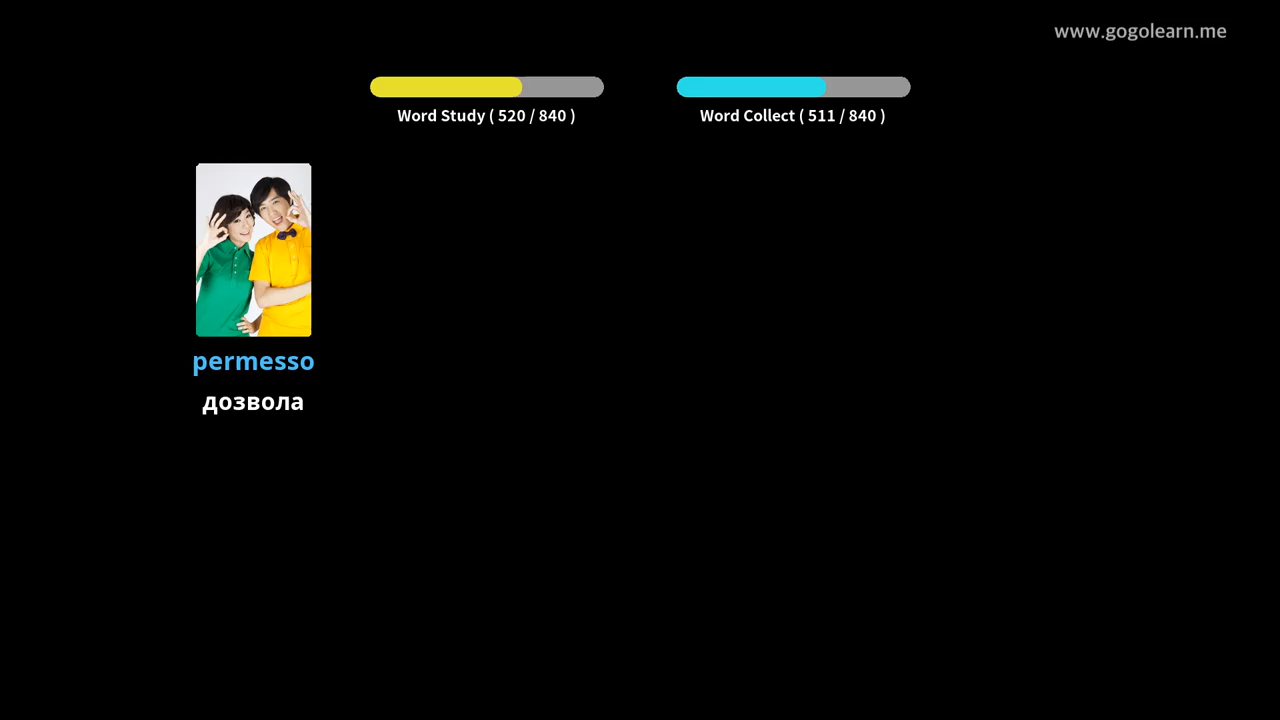 www.gogolearn.me
Word Study ( 520 / 840 )
Word Collect ( 511 / 840 )
permesso
дозвола